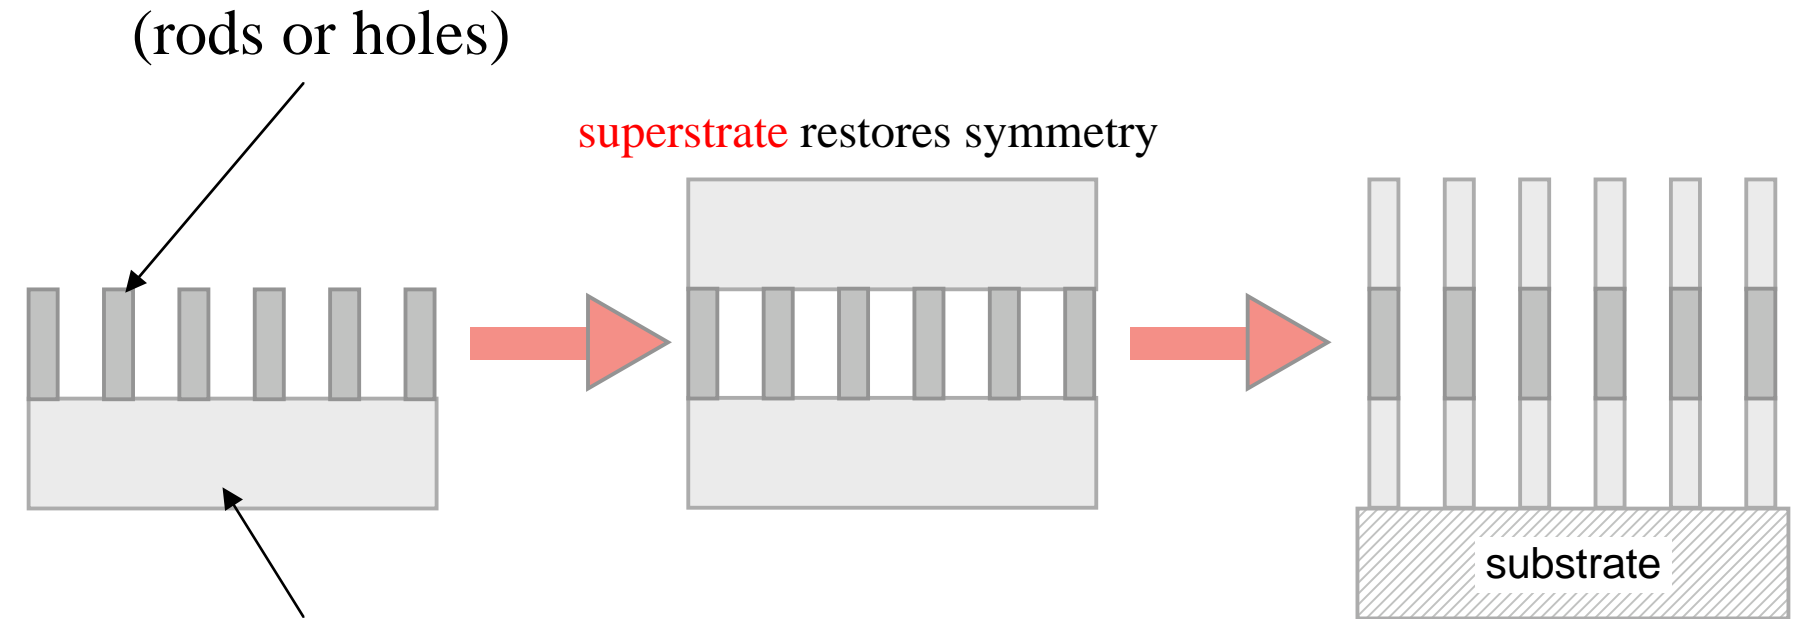 (rods or holes)
superstrate restores symmetry
substrate